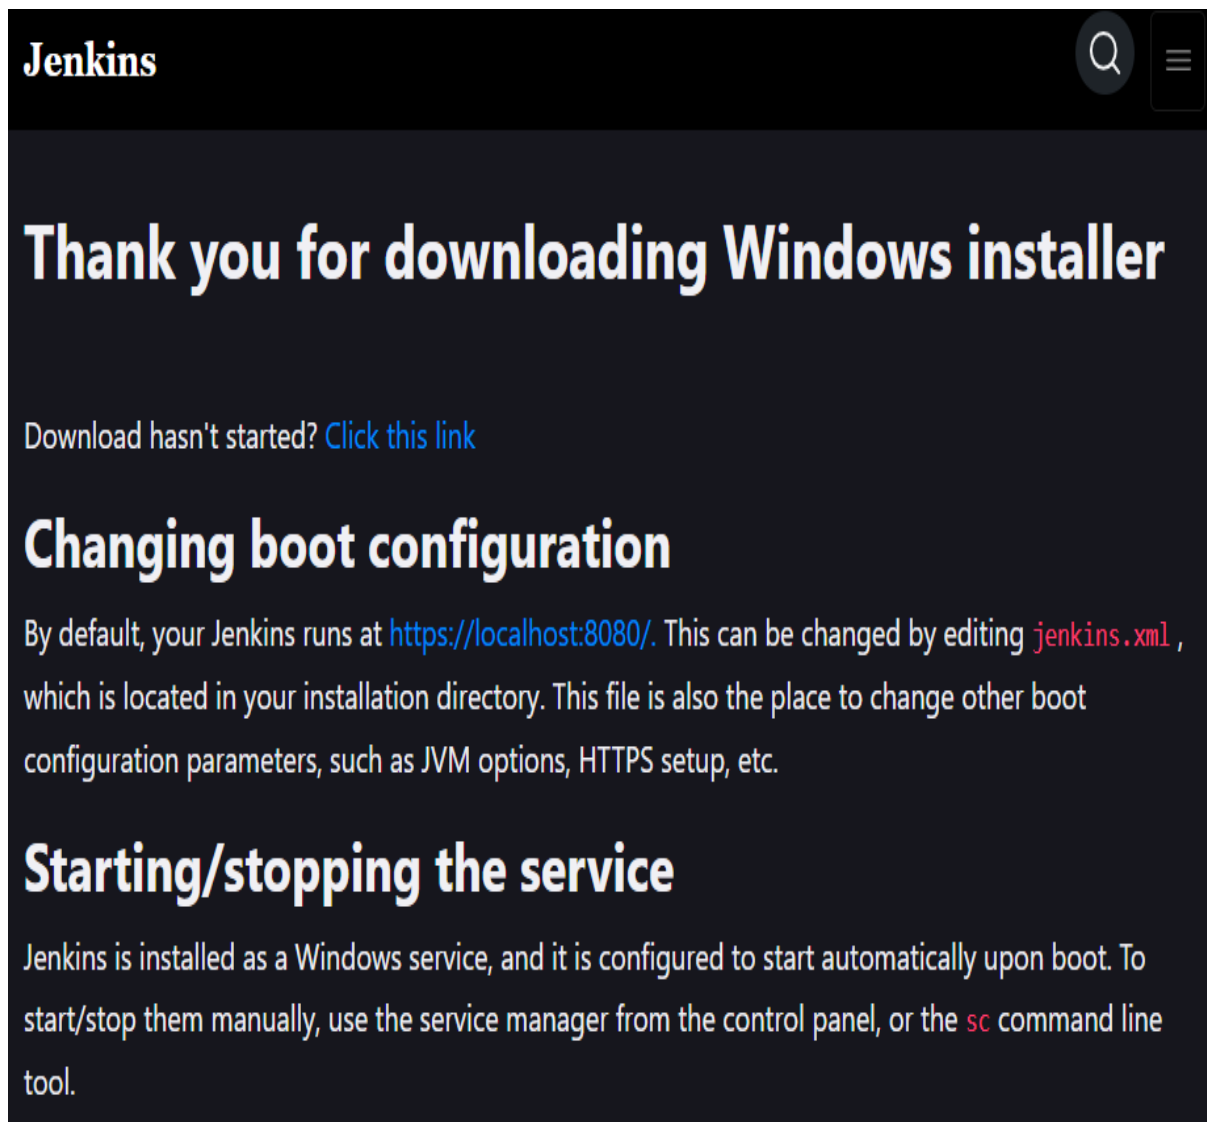 Jenkins
Thank you for downloading Windows installer
Download hasn't started? Click this link
Changing boot configuration
By default, your Jenkins runs at https://localhost:8080/. This can be changed by editing jenkins.xml ,
which is located in your installation directory. This file is also the place to change other boot
configuration parameters, such as JVM options, HTTPS setup, etc.
Starting/stopping the service
Jenkins is installed as a Windows service, and it is configured to start automatically upon boot. To
start/stop them manually, use the service manager from the control panel, or the sc command line
tool.